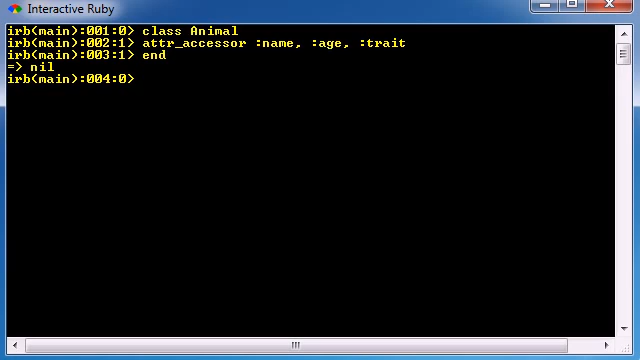 Interactive Ruby
irb(main):001:0> class Animal
irb(main):002:1> attr_accessor :name, :age, :trait
irb(main):003:1> end
=> nil
irb(main):004:0>